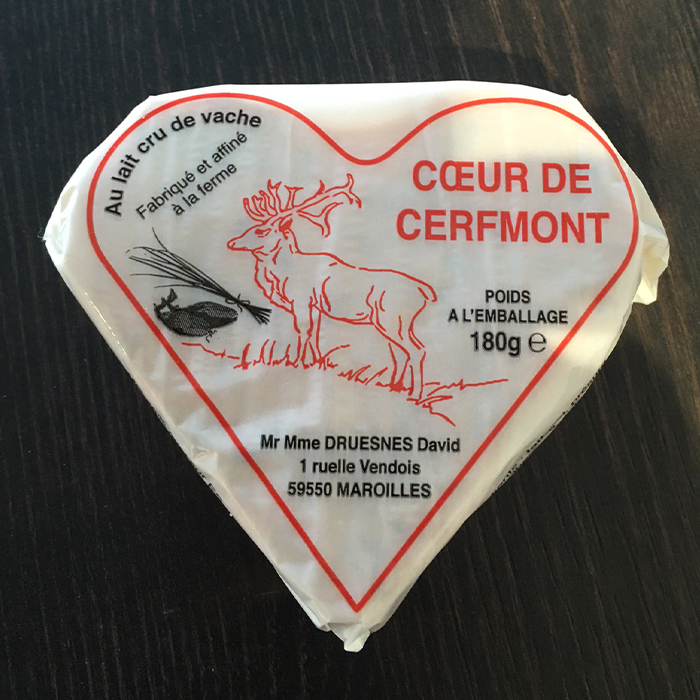 Au lait cru de vache
Fabriqué et affiné
à la ferme
CŒUR DE
CERFMONT
POIDS
A L'EMBALLAGE
180g ℮
Mr Mme DRUESNES David
1 ruelle Vendois
59550 MAROILLES